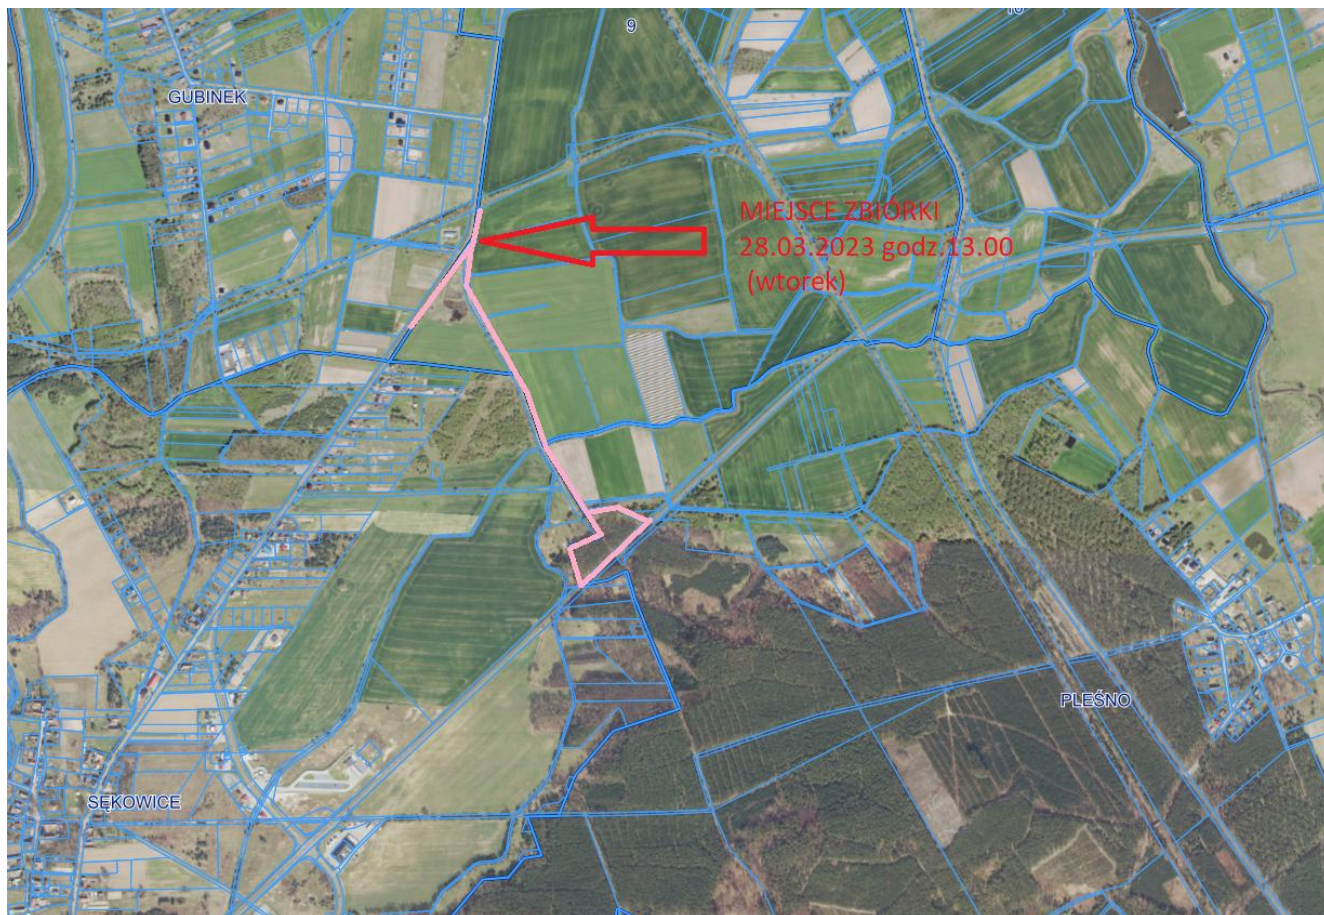 9
GUBINEK
MIEJSCE ZBIÓRKI
28.03.2023 godz.13.00
(wtorek)
PLEŚNO
SĘKOWICE